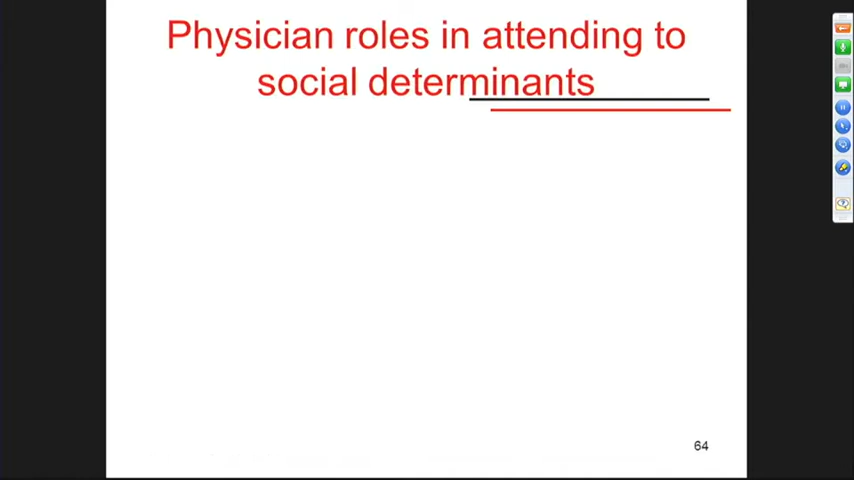 Physician roles in attending to
social determinants
64